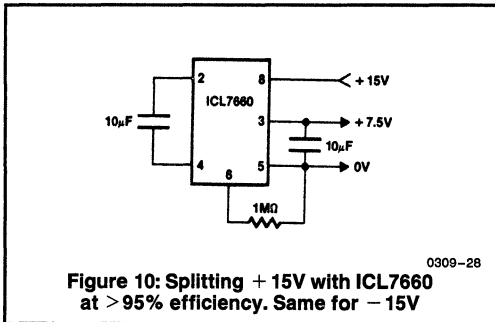 2
8
+ 15V
ICL7660
10µF
3
+ 7.5V
10µF
4
5
0V
6
1MΩ
0309–28
Figure 10: Splitting + 15V with ICL7660
at >95% efficiency. Same for – 15V